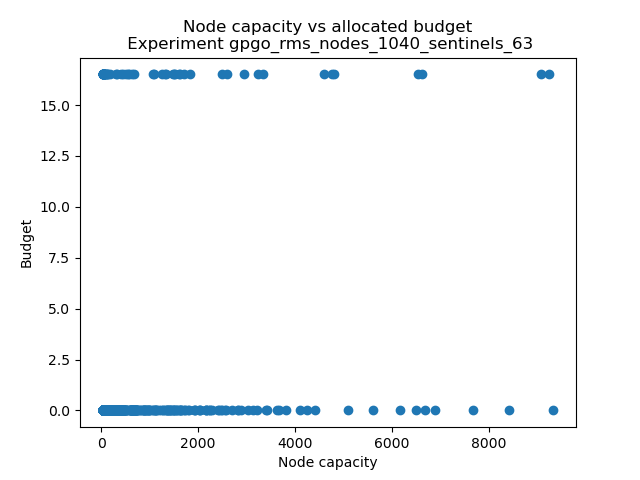 Node capacity vs allocated budget
Experiment gpgo_rms_nodes_1040_sentinels_63
15.0
12.5
10.0
7.5
5.0
2.5
0.0
Budget
0 2000 4000 6000 8000
Node capacity